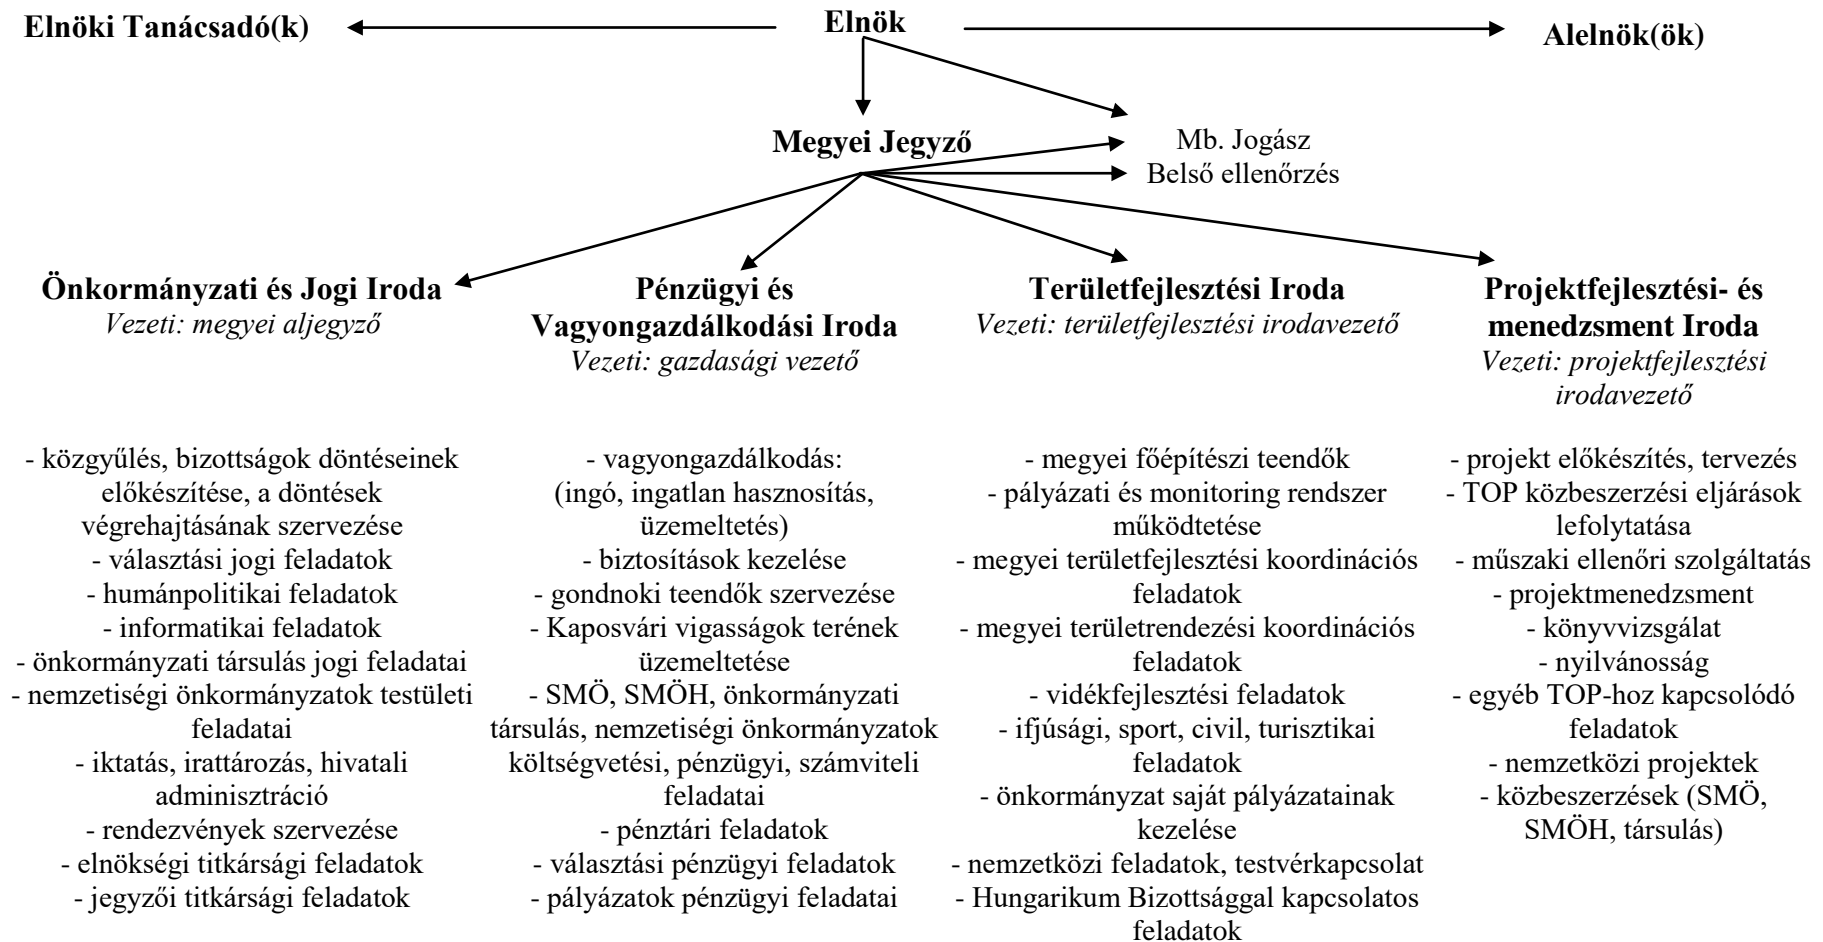 Elnöki Tanácsadó(k)
Elnök
Alelnök(ök)
Megyei Jegyző
Mb. Jogász
Belső ellenőrzés
Önkormányzati és Jogi Iroda
Vezeti: megyei aljegyző
- közgyűlés, bizottságok döntéseinek
előkészítése, a döntések
végrehajtásának szervezése
- választási jogi feladatok
- humánpolitikai feladatok
- informatikai feladatok
- önkormányzati társulás jogi feladatai
- nemzetiségi önkormányzatok testületi
feladatai
- iktatás, irattározás, hivatali
adminisztráció
- rendezvények szervezése
- elnökségi titkársági feladatok
- jegyzői titkársági feladatok
Pénzügyi és
Vagyongazdálkodási Iroda
Vezeti: gazdasági vezető
- vagyongazdálkodás:
(ingó, ingatlan hasznosítás,
üzemeltetés)
- biztosítások kezelése
- gondnoki teendők szervezése
- Kaposvári vigasságok terének
üzemeltetése
- SMÖ, SMÖH, önkormányzati
társulás, nemzetiségi önkormányzatok
költségvetési, pénzügyi, számviteli
feladatai
- pénztári feladatok
- választási pénzügyi feladatok
- pályázatok pénzügyi feladatai
Területfejlesztési Iroda
Vezeti: területfejlesztési irodavezető
- megyei főépítészi teendők
- pályázati és monitoring rendszer
működtetése
- megyei területfejlesztési koordinációs
feladatok
- megyei területrendezési koordinációs
feladatok
- vidékfejlesztési feladatok
- ifjúsági, sport, civil, turisztikai
feladatok
- önkormányzat saját pályázatainak
kezelése
- nemzetközi feladatok, testvérkapcsolat
- Hungarikum Bizottsággal kapcsolatos
feladatok
Projektfejlesztési- és
menedzsment Iroda
Vezeti: projektfejlesztési
irodavezető
- projekt előkészítés, tervezés
- TOP közbeszerzési eljárások
lefolytatása
- műszaki ellenőri szolgáltatás
- projektmenedzsment
- könyvvizsgálat
- nyilvánosság
- egyéb TOP-hoz kapcsolódó
feladatok
- nemzetközi projektek
- közbeszerzések (SMÖ,
SMÖH, társulás)